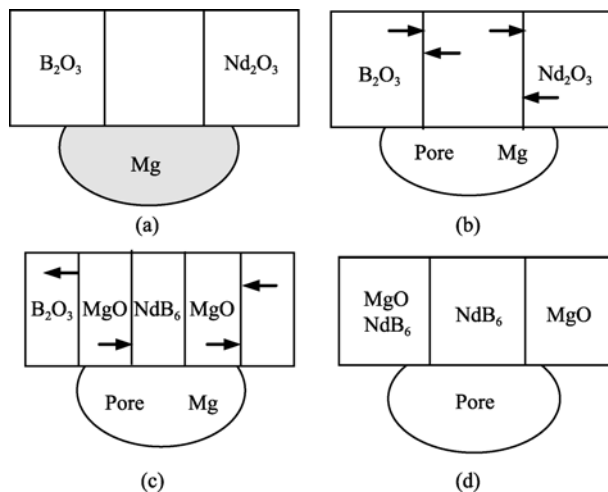 B₂O₃ Nd₂O₃
Mg
(a)
B₂O₃ Nd₂O₃
Pore Mg
(b)
B₂O₃ MgO NdB₆ MgO
Pore Mg
(c)
MgO
NdB₆ NdB₆ MgO
Pore
(d)